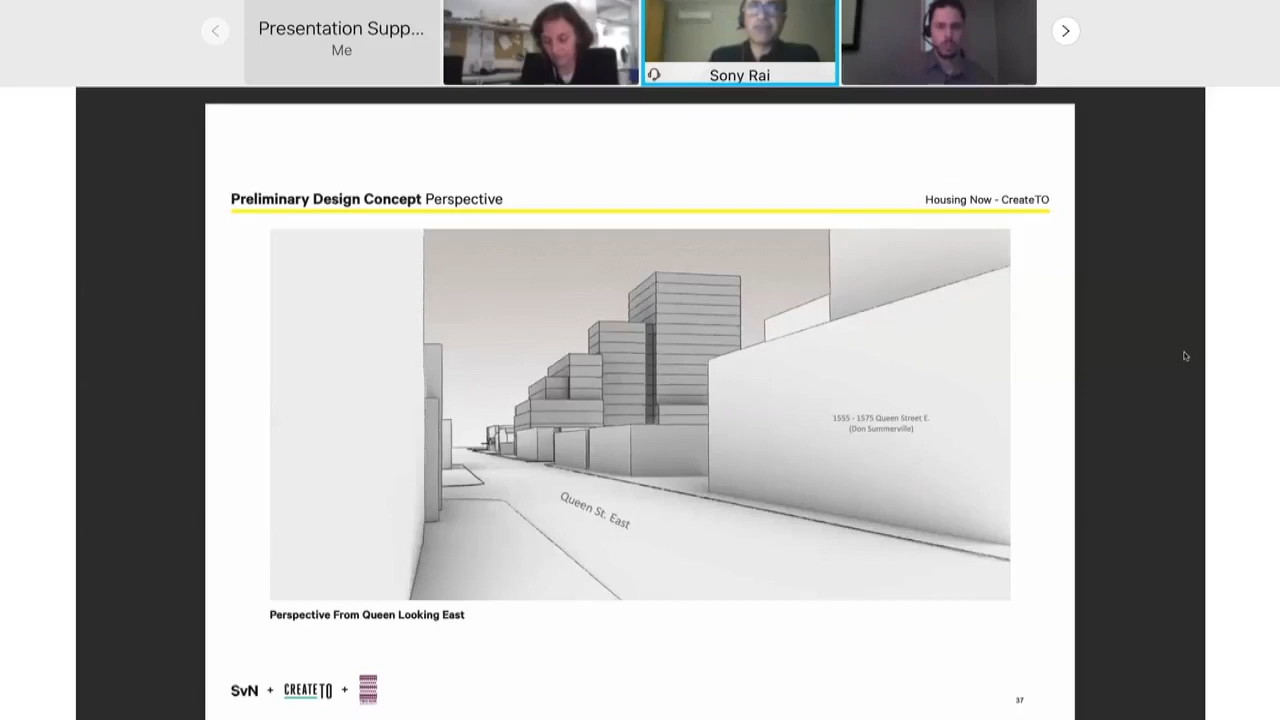 Presentation Supp...
Me
Sony Rai
Preliminary Design Concept Perspective
Housing Now - CreateTO
1555 - 1575 Queen Street E.
(Don Summerville)
Queen St. East
Perspective From Queen Looking East
SvN + CREATETO +
37